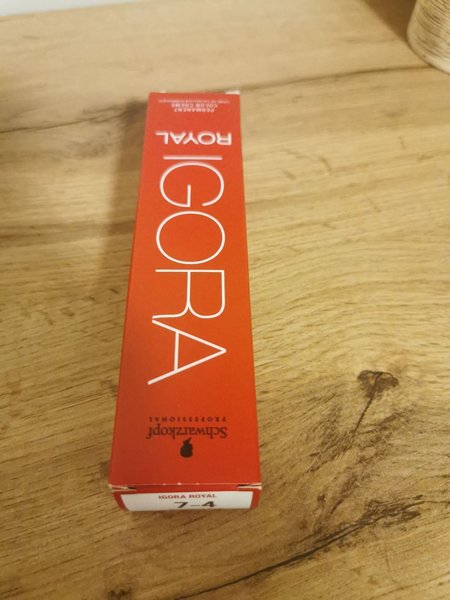 PERMANENT
COLOR CREME
ROYAL
IGORA
Schwarzkopf
PROFESSIONAL
IGORA ROYAL
7-4